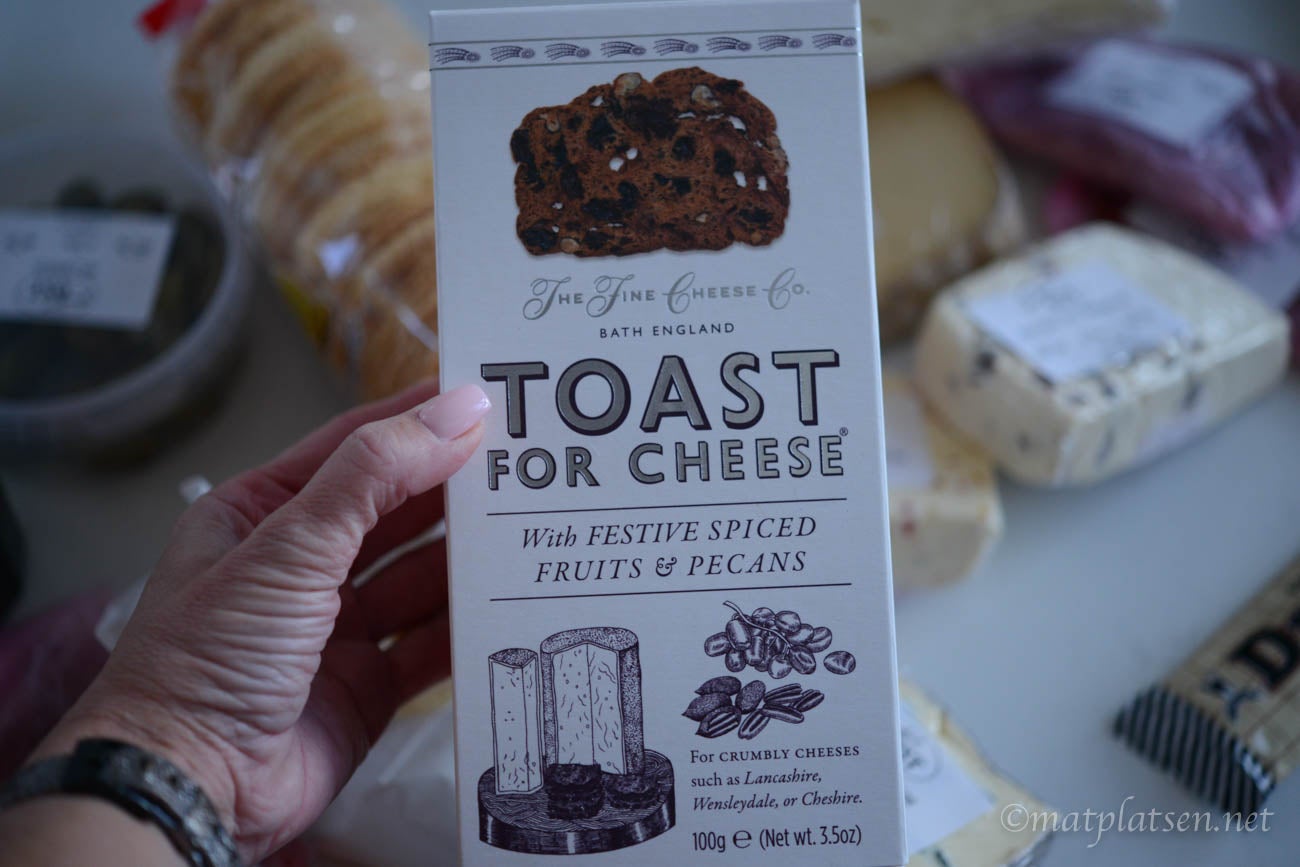 THE FINE CHEESE CO.
BATH ENGLAND
TOAST
FOR CHEESE®
With FESTIVE SPICED
FRUITS & PECANS
FOR CRUMBLY CHEESES
such as Lancashire,
Wensleydale, or Cheshire.
100g ℮ (Net wt. 3.5oz)
©matplatsen.net